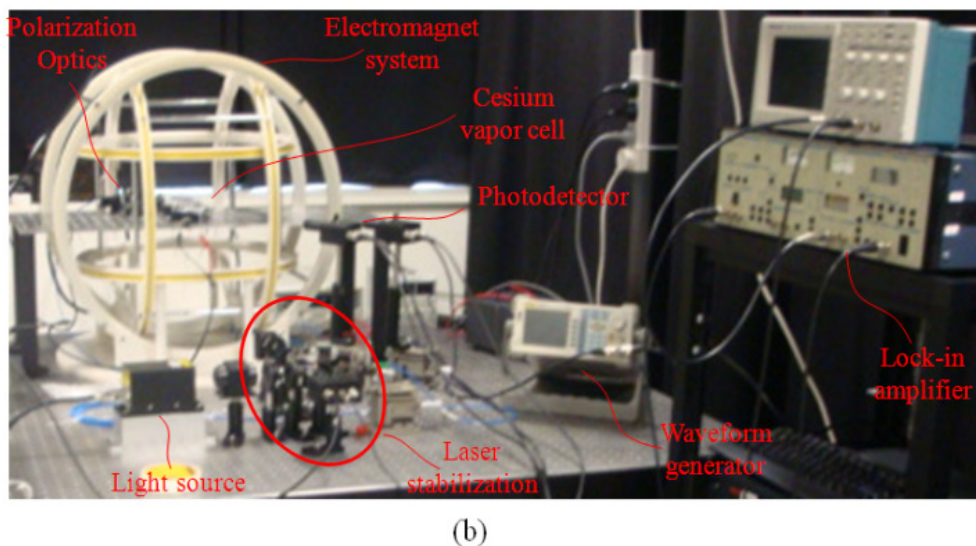 Polarization
Optics
Electromagnet
system
Cesium
vapor cell
Photodetector
Lock-in
amplifier
Waveform
generator
Laser
stabilization
Light source
(b)